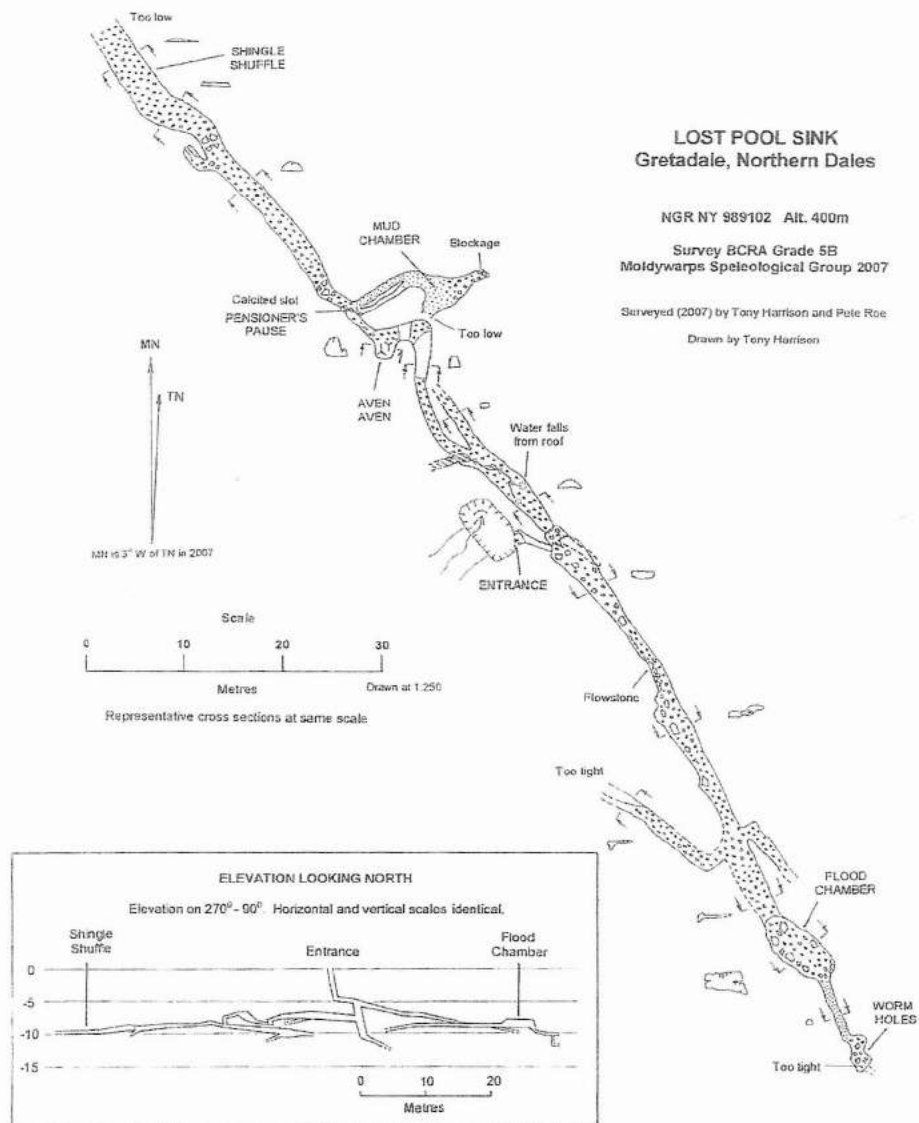 Too low
SHINGLE
SHUFFLE
LOST POOL SINK
Gretadale, Northern Dales
NGR NY 989102 Alt. 400m
Survey BCRA Grade 5B
Moldywarps Speleological Group 2007
Surveyed (2007) by Tony Harrison and Pete Roe
Drawn by Tony Harrison
MUD
CHAMBER
Blockage
Calcited slot
PENSIONER'S
PAUSE
Too low
MN
TN
AVEN
AVEN
Water falls
from roof
MN is 3° W of TN in 2007
ENTRANCE
Scale
0 10 20 30
Metres
Drawn at 1:250
Representative cross sections at same scale
Flowstone
Too tight
FLOOD
CHAMBER
WORM
HOLES
Too tight
ELEVATION LOOKING NORTH
Elevation on 270° - 90°. Horizontal and vertical scales identical.
Shingle
Shuffle
Entrance
Flood
Chamber
0
-5
-10
-15
0 10 20
Metres